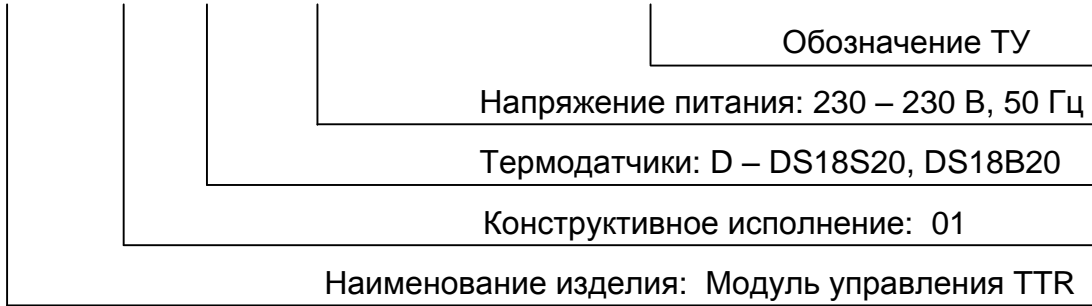 Обозначение ТУ
Напряжение питания: 230 – 230 В, 50 Гц
Термодатчики: D – DS18S20, DS18B20
Конструктивное исполнение: 01
Наименование изделия: Модуль управления TTR